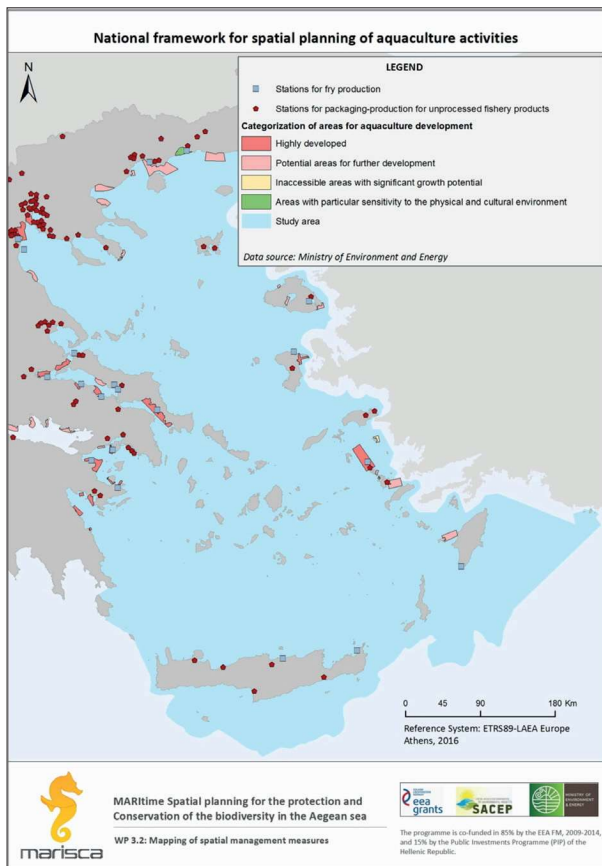 National framework for spatial planning of aquaculture activities
N
LEGEND
Stations for fry production
Stations for packaging-production for unprocessed fishery products
Categorization of areas for aquaculture development
Highly developed
Potential areas for further development
Inaccessible areas with significant growth potential
Areas with particular sensitivity to the physical and cultural environment
Study area
Data source: Ministry of Environment and Energy
0 45 90 180 Km
Reference System: ETRS89-LAEA Europe
Athens, 2016
marisca
MARItime Spatial planning for the protection and
Conservation of the biodiversity in the Aegean sea
WP 3.2: Mapping of spatial management measures
eea
grants
SACEP
MINISTRY OF
ENVIRONMENT
& ENERGY
The programme is co-funded in 85% by the EEA FM, 2009-2014,
and 15% by the Public Investments Programme (PIP) of the
Hellenic Republic.